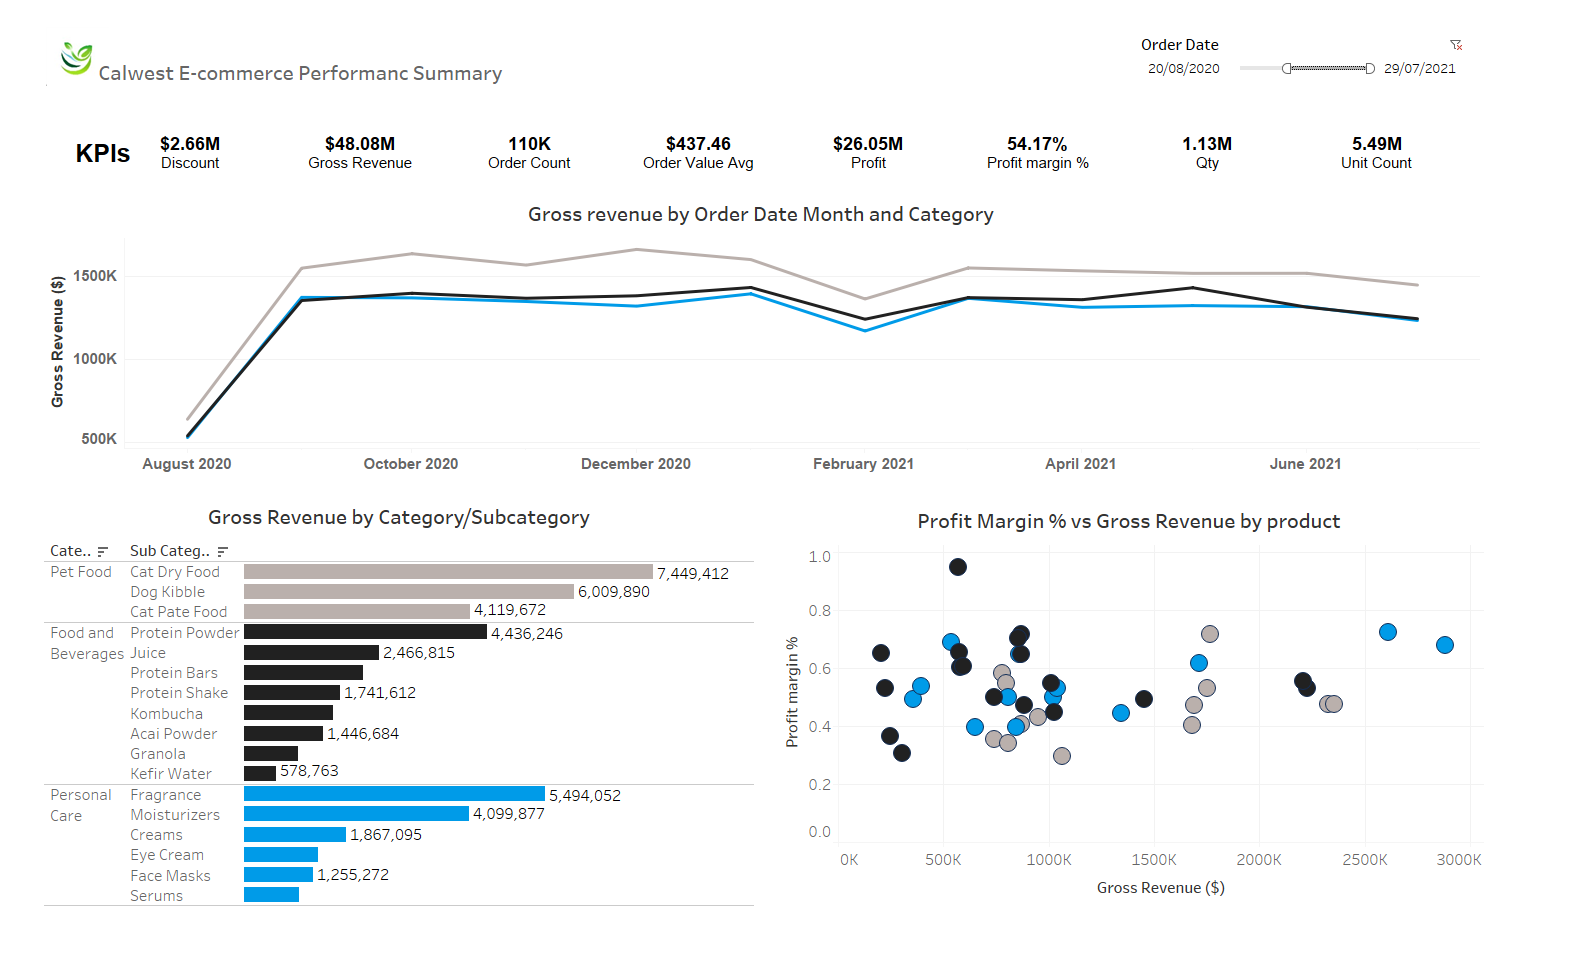 Calwest E-commerce Performanc Summary
Order Date
20/08/2020
29/07/2021
KPIs
$2.66M
Discount
$48.08M
Gross Revenue
110K
Order Count
$437.46
Order Value Avg
$26.05M
Profit
54.17%
Profit margin %
1.13M
Qty
5.49M
Unit Count
Gross revenue by Order Date Month and Category
Gross Revenue ($)
1500K
1000K
500K
August 2020
October 2020
December 2020
February 2021
April 2021
June 2021
Gross Revenue by Category/Subcategory
Cate.. Sub Categ..
Pet Food
Cat Dry Food 7,449,412
Dog Kibble 6,009,890
Cat Pate Food 4,119,672
Food and
Beverages
Protein Powder 4,436,246
Juice 2,466,815
Protein Bars
Protein Shake 1,741,612
Kombucha
Acai Powder 1,446,684
Granola
Kefir Water 578,763
Personal
Care
Fragrance 5,494,052
Moisturizers 4,099,877
Creams 1,867,095
Eye Cream
Face Masks 1,255,272
Serums
Profit Margin % vs Gross Revenue by product
Profit margin %
1.0
0.8
0.6
0.4
0.2
0.0
0K
500K
1000K
1500K
2000K
2500K
3000K
Gross Revenue ($)